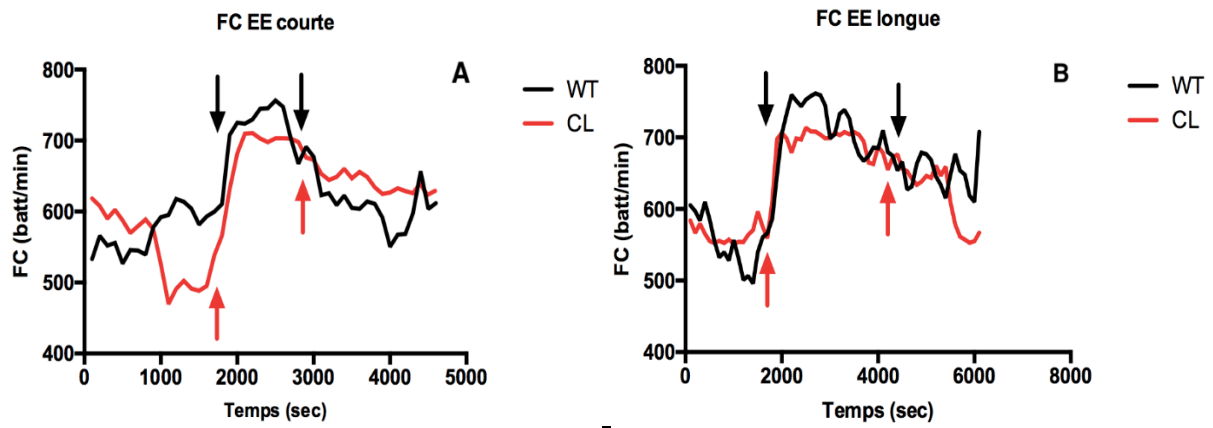 FC EE courte
A
WT
CL
FC (batt/min)
800
700
600
500
400
0 1000 2000 3000 4000 5000
Temps (sec)
FC EE longue
B
WT
CL
FC (batt/min)
800
700
600
500
400
0 2000 4000 6000 8000
Temps (sec)